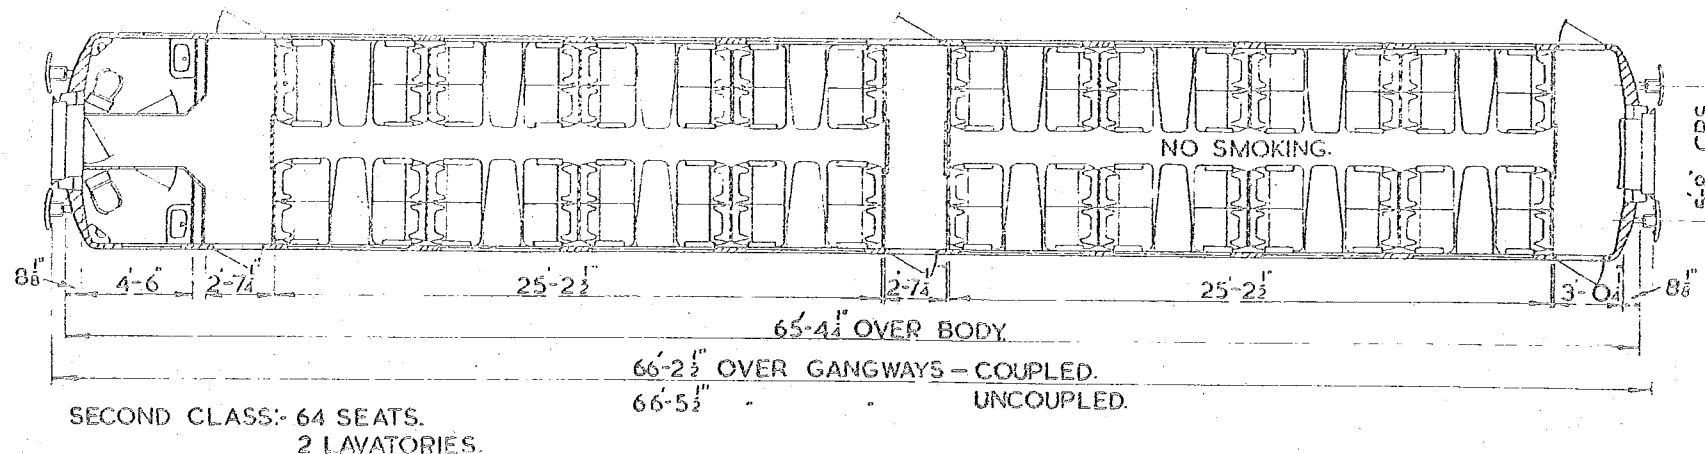 NO SMOKING.
8⅛" 4'-6" 2'-7¼" 25'-2½" 2'-7¼" 25'-2½" 3'-0¼ 8⅛"
65'-4¼" OVER BODY.
66'-2½" OVER GANGWAYS – COUPLED.
66'-5½" " " UNCOUPLED.
SECOND CLASS:- 64 SEATS.
2 LAVATORIES.